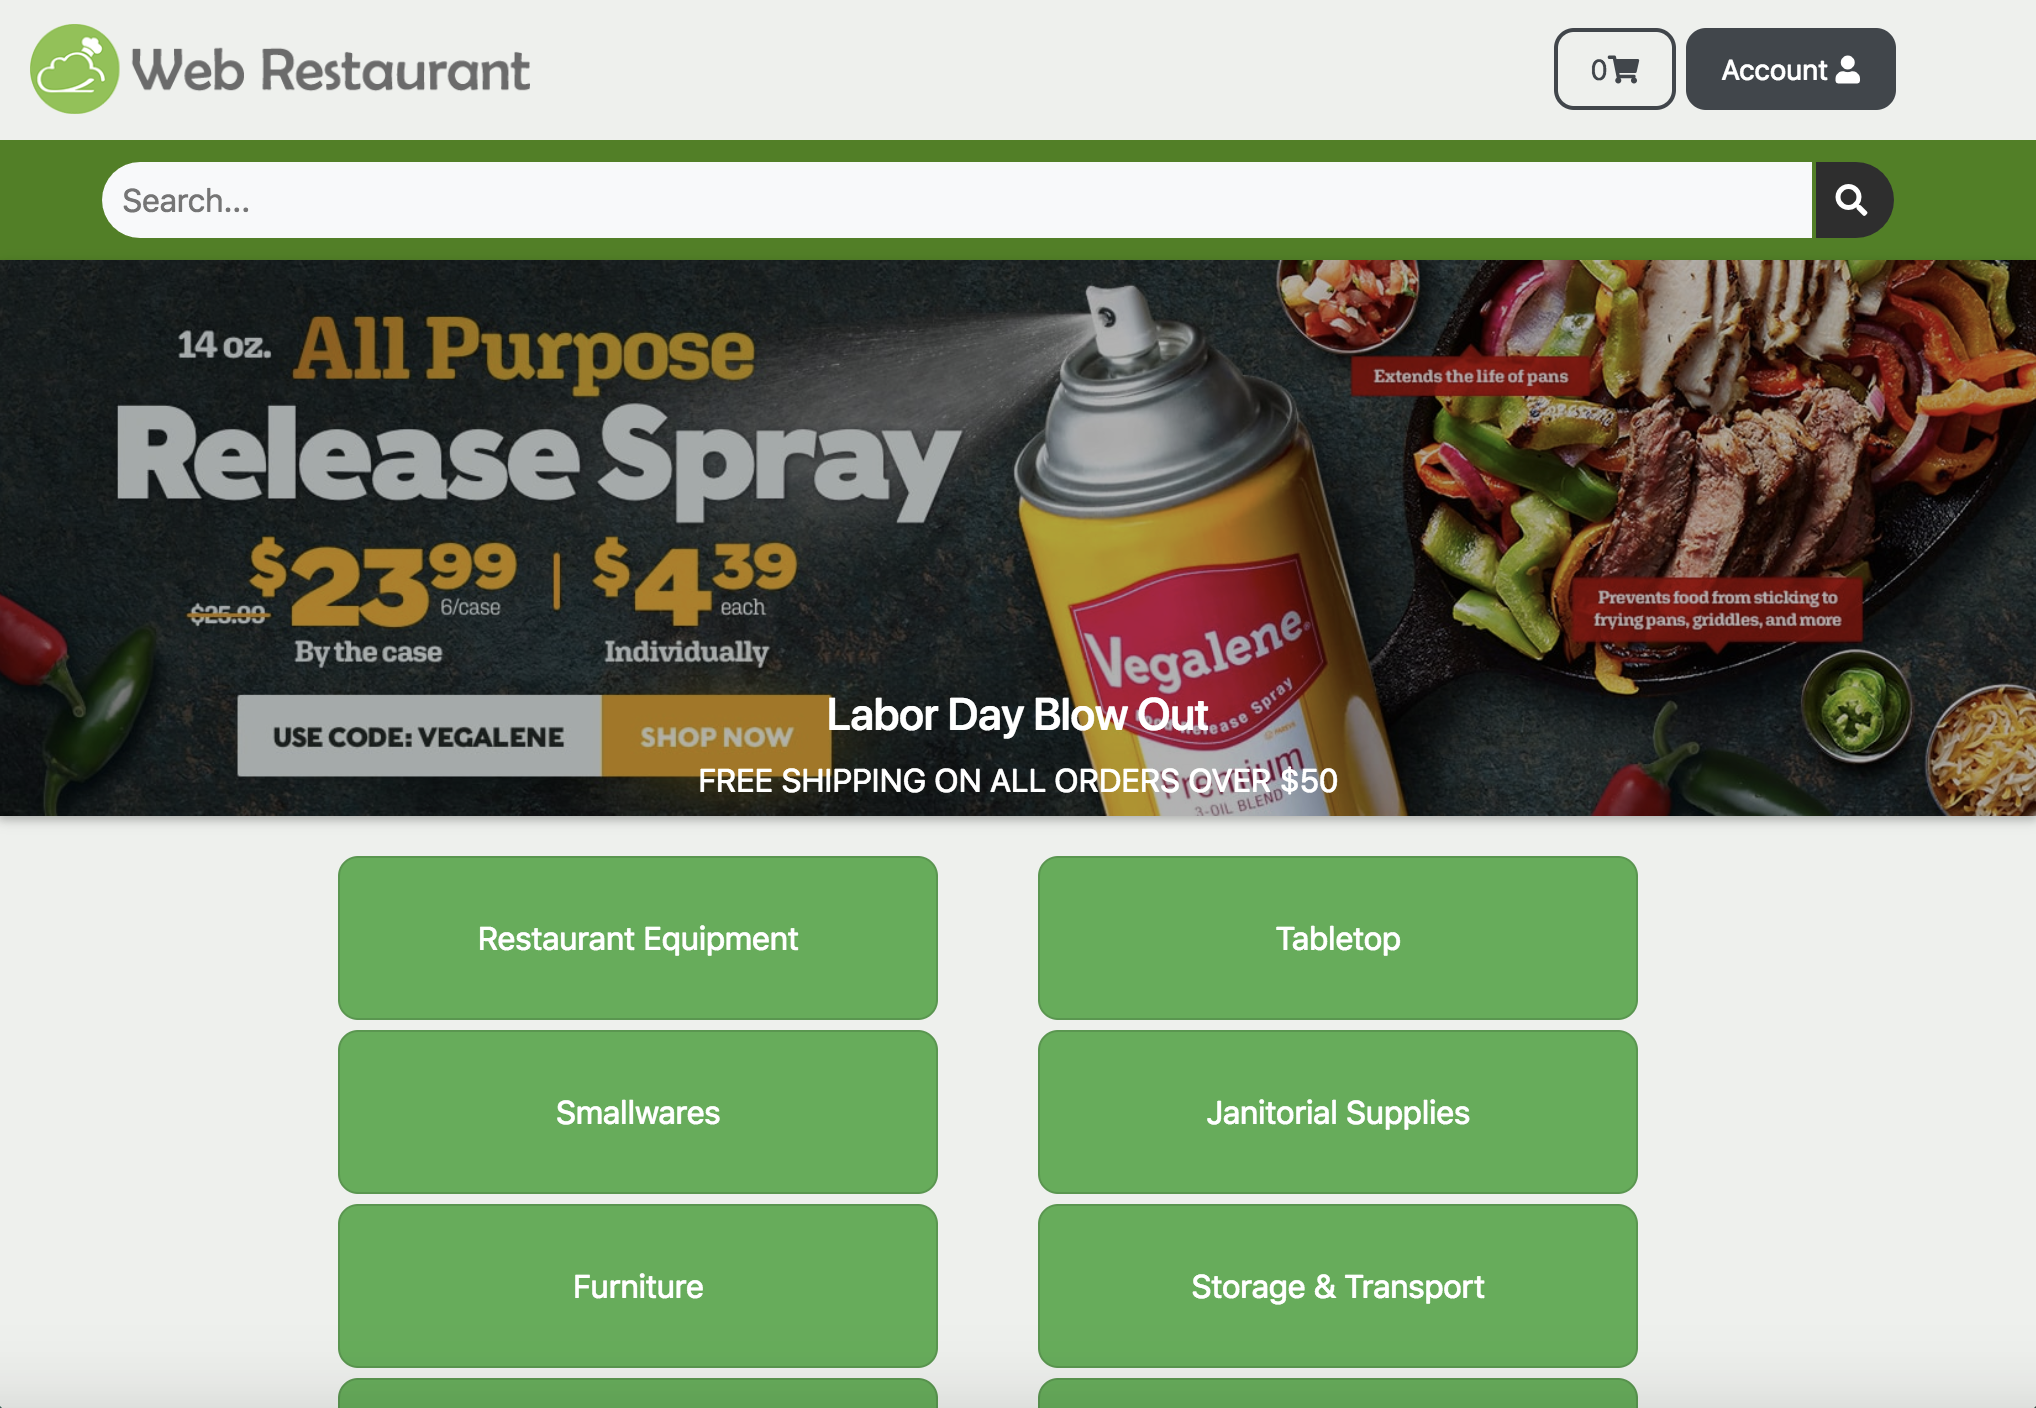 Web Restaurant
0
Account
Search...
14 oz. All Purpose
Release Spray
$25.99 $23 99 6/case | $4 39 each
By the case Individually
USE CODE: VEGALENE SHOP NOW
Extends the life of pans
Prevents food from sticking to
frying pans, griddles, and more
Vegalene®
Food Release Spray
Premium
3-OIL BLEND
Labor Day Blow Out
FREE SHIPPING ON ALL ORDERS OVER $50
Restaurant Equipment
Tabletop
Smallwares
Janitorial Supplies
Furniture
Storage & Transport